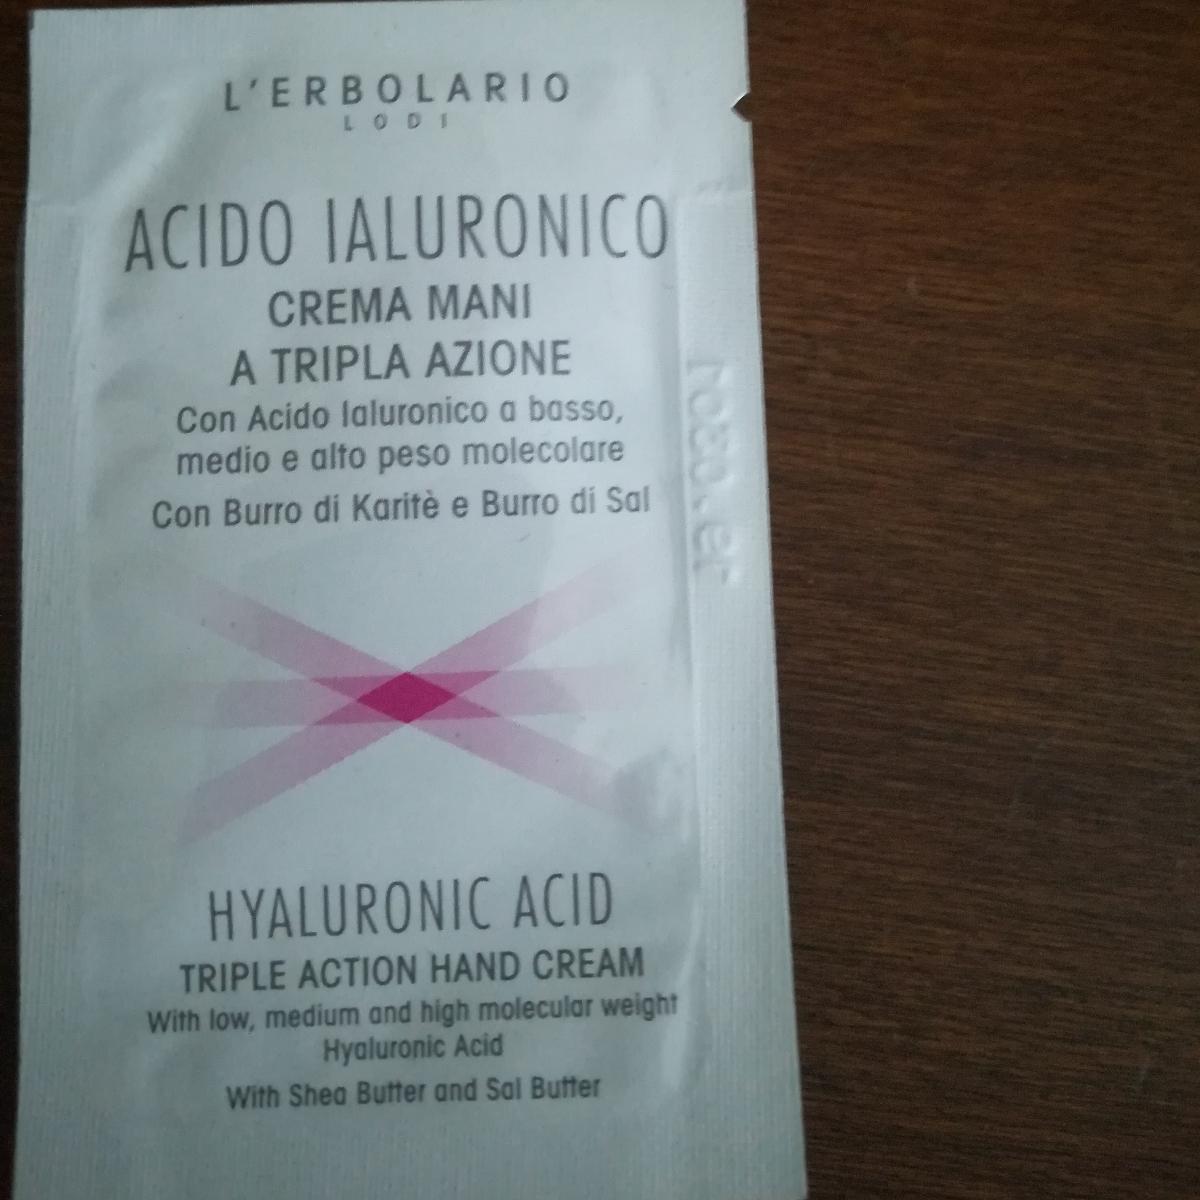 L'ERBOLARIO
LODI
ACIDO IALURONICO
CREMA MANI
A TRIPLA AZIONE
Con Acido Ialuronico a basso,
medio e alto peso molecolare
Con Burro di Karitè e Burro di Sal
HYALURONIC ACID
TRIPLE ACTION HAND CREAM
With low, medium and high molecular weight
Hyaluronic Acid
With Shea Butter and Sal Butter